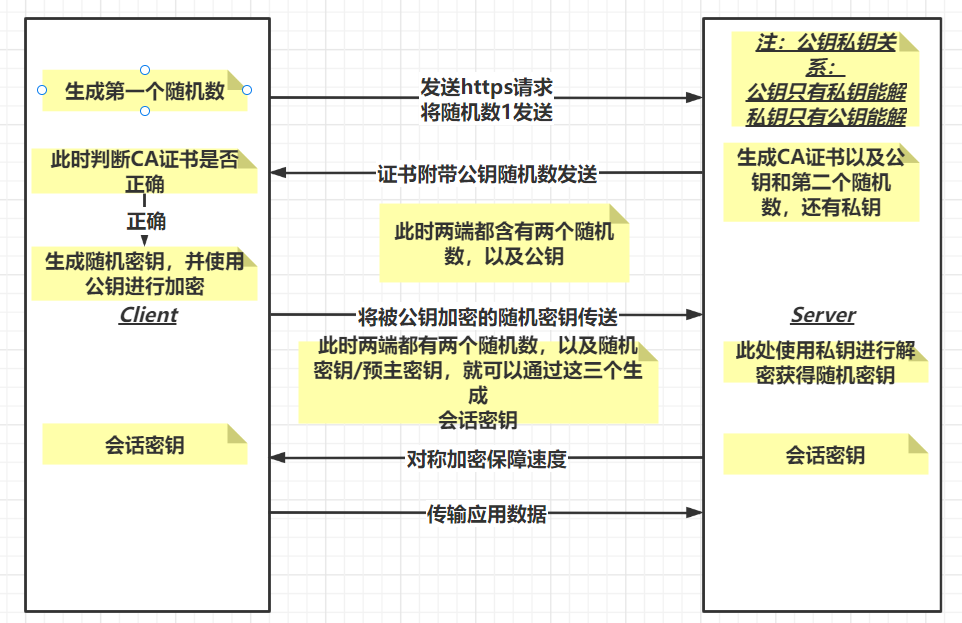 注：公钥私钥关
系：
公钥只有私钥能解
私钥只有公钥能解
生成第一个随机数
发送https请求
将随机数1发送
此时判断CA证书是否
正确
证书附带公钥随机数发送
生成CA证书以及公
钥和第二个随机
数，还有私钥
正确
此时两端都含有两个随机
数，以及公钥
生成随机密钥，并使用
公钥进行加密
Client
将被公钥加密的随机密钥传送
Server
此时两端都有两个随机数，以及随机
密钥/预主密钥，就可以通过这三个生
成
会话密钥
此处使用私钥进行解
密获得随机密钥
会话密钥
对称加密保障速度
会话密钥
传输应用数据